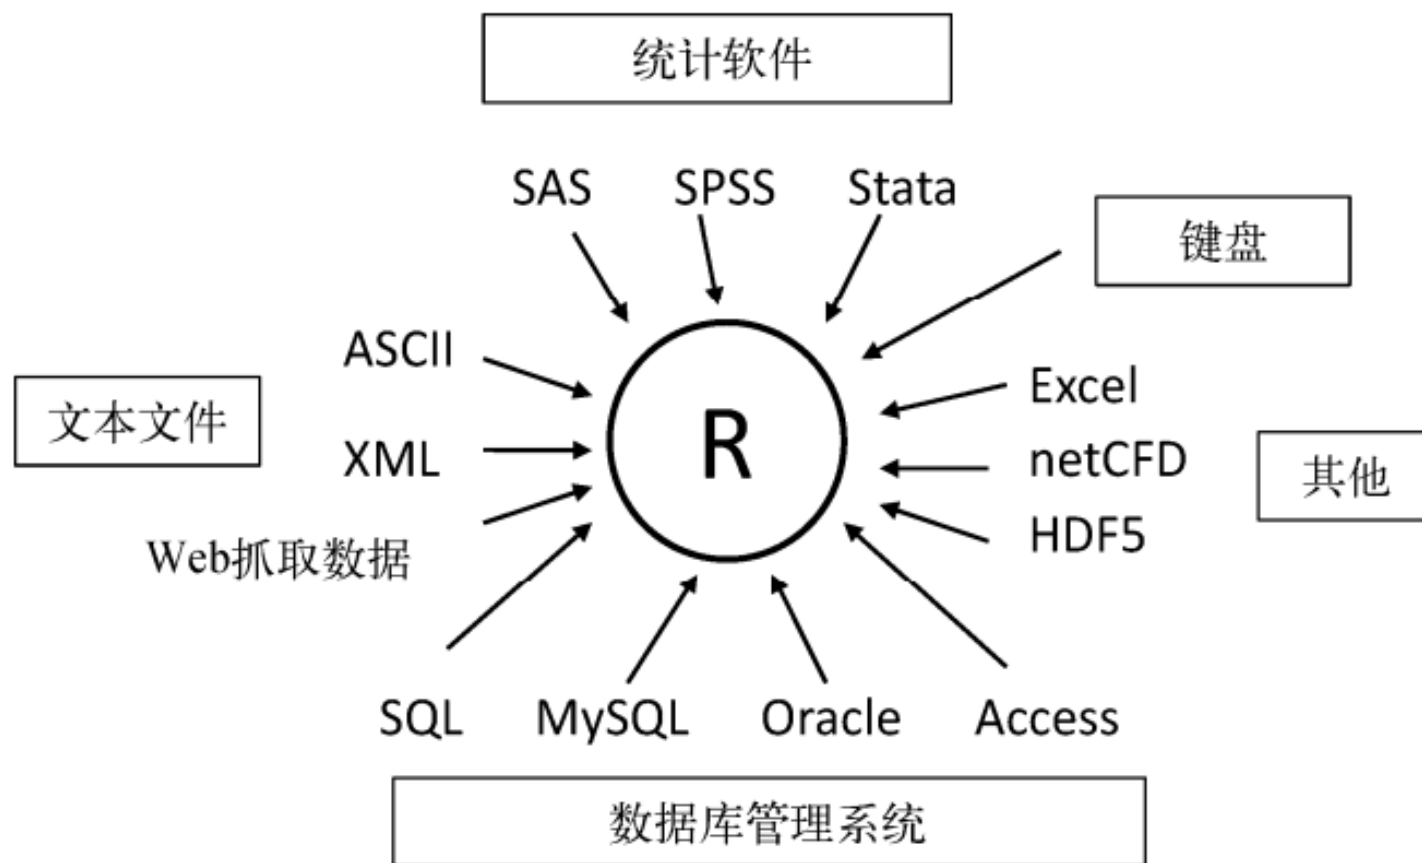 统计软件
SAS SPSS Stata
键盘
ASCII
Excel
文本文件
XML
R
netCFD
其他
HDF5
Web抓取数据
SQL MySQL Oracle Access
数据库管理系统